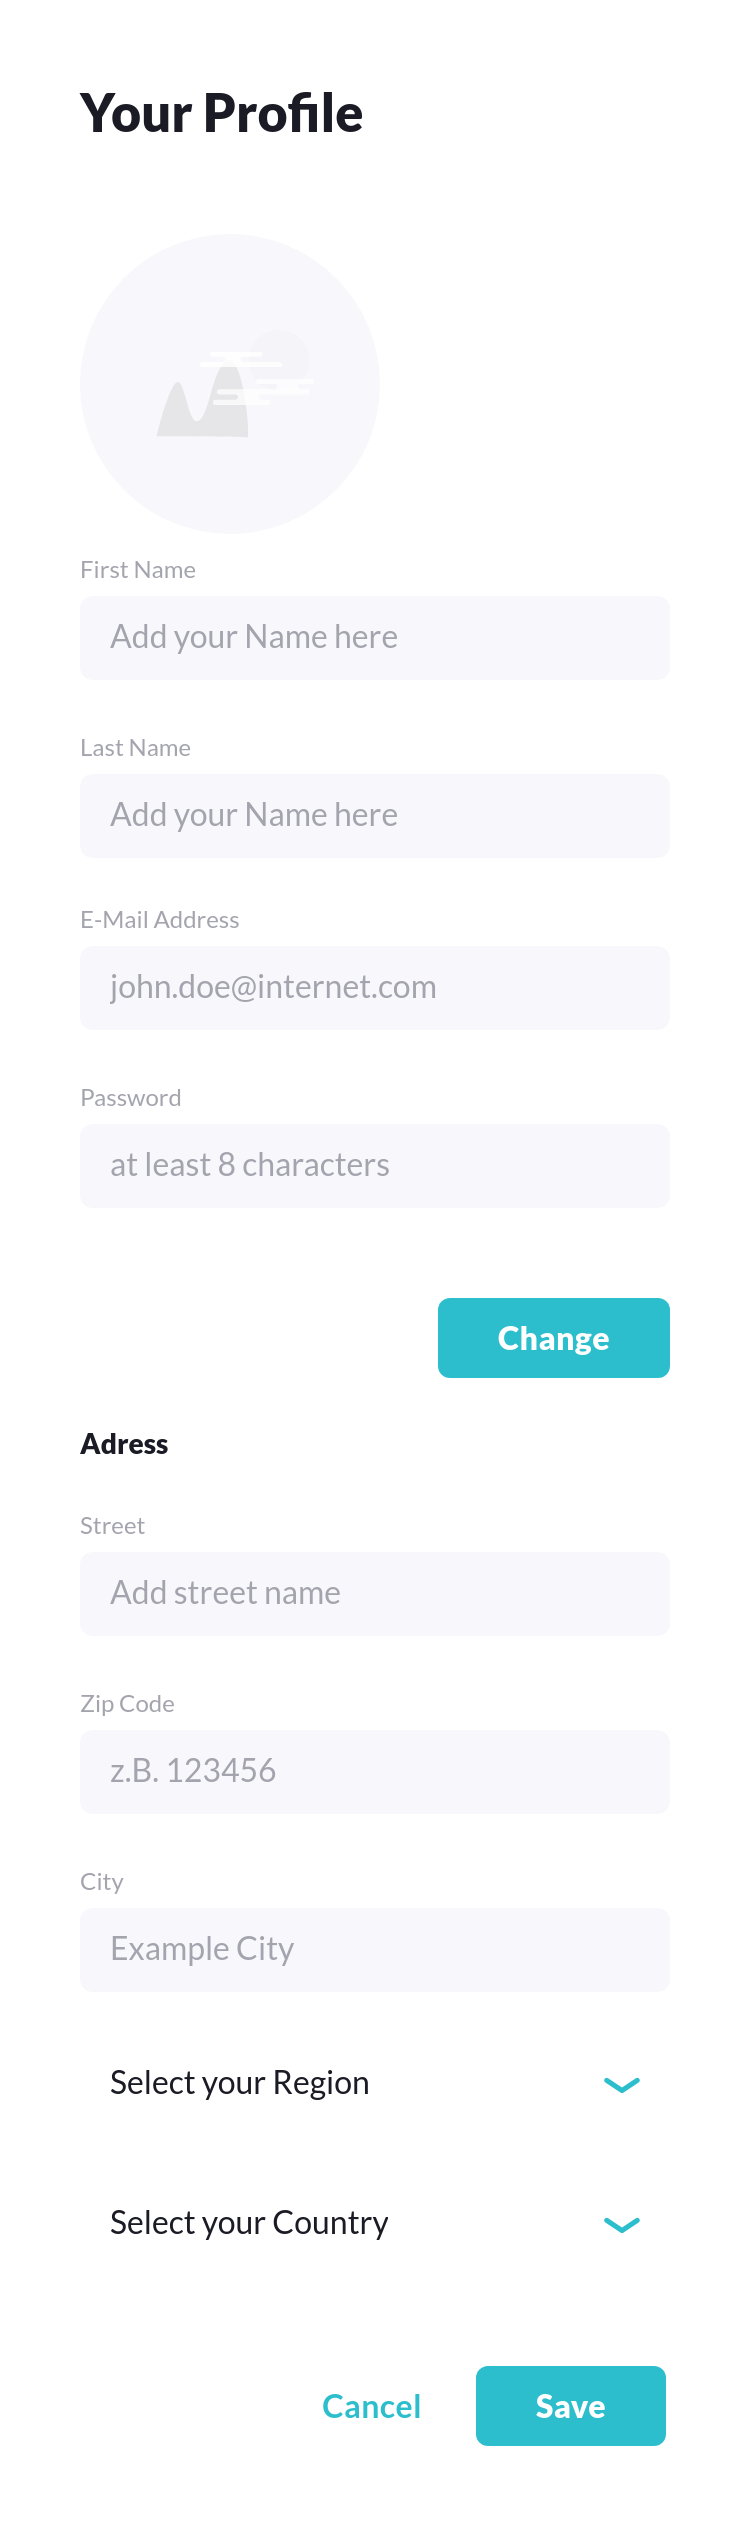 Your Profile
First Name
Add your Name here
Last Name
Add your Name here
E-Mail Address
john.doe@internet.com
Password
at least 8 characters
Change
Adress
Street
Add street name
Zip Code
z.B. 123456
City
Example City
Select your Region
Select your Country
Cancel Save